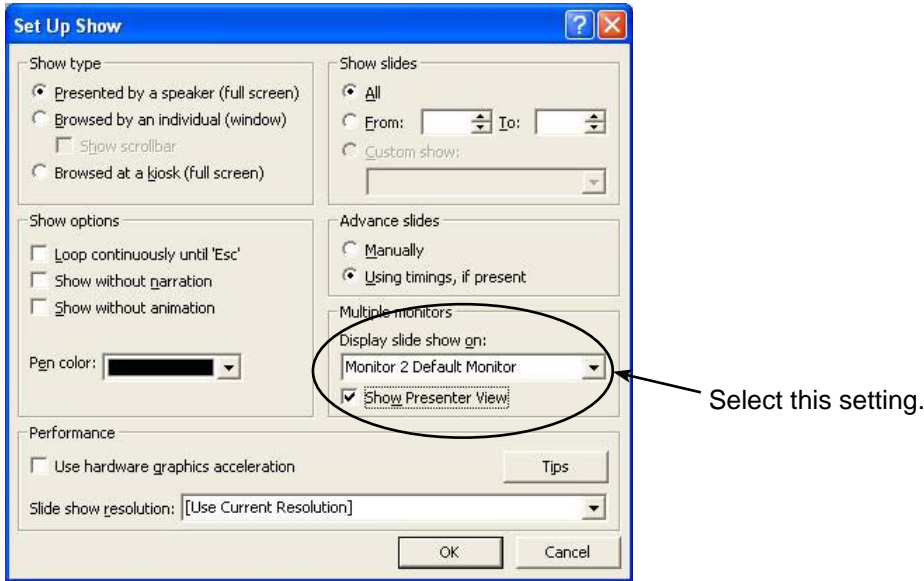 Set Up Show
Show type
Presented by a speaker (full screen)
Browsed by an individual (window)
Show scrollbar
Browsed at a kiosk (full screen)
Show slides
All
From: To:
Custom show:
Show options
Loop continuously until 'Esc'
Show without narration
Show without animation
Pen color:
Advance slides
Manually
Using timings, if present
Multiple monitors
Display slide show on:
Monitor 2 Default Monitor
Show Presenter View
Select this setting.
Performance
Use hardware graphics acceleration
Tips
Slide show resolution: [Use Current Resolution]
OK Cancel